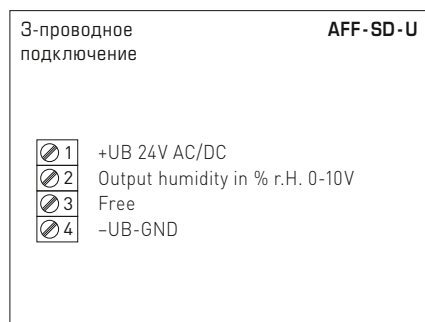 3-проводное
подключение
AFF-SD-U
1 +UB 24V AC/DC
2 Output humidity in % r.H. 0-10V
3 Free
4 –UB-GND